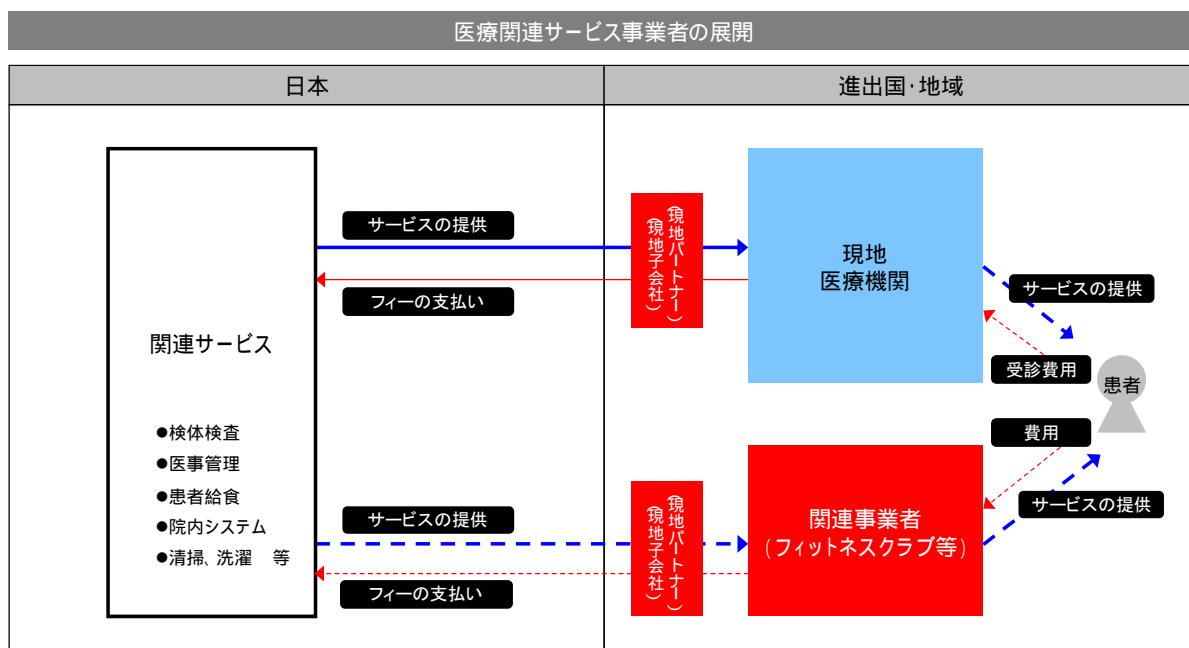 医療関連サービス事業者の展開
日本
進出国・地域
関連サービス
●検体検査
●医事管理
●患者給食
●院内システム
●清掃、洗濯 等
サービスの提供
フィーの支払い
(現地パートナー)
(現地子会社)
現地
医療機関
サービスの提供
受診費用
患者
費用
サービスの提供
サービスの提供
フィーの支払い
(現地パートナー)
(現地子会社)
関連事業者
(フィットネスクラブ等)